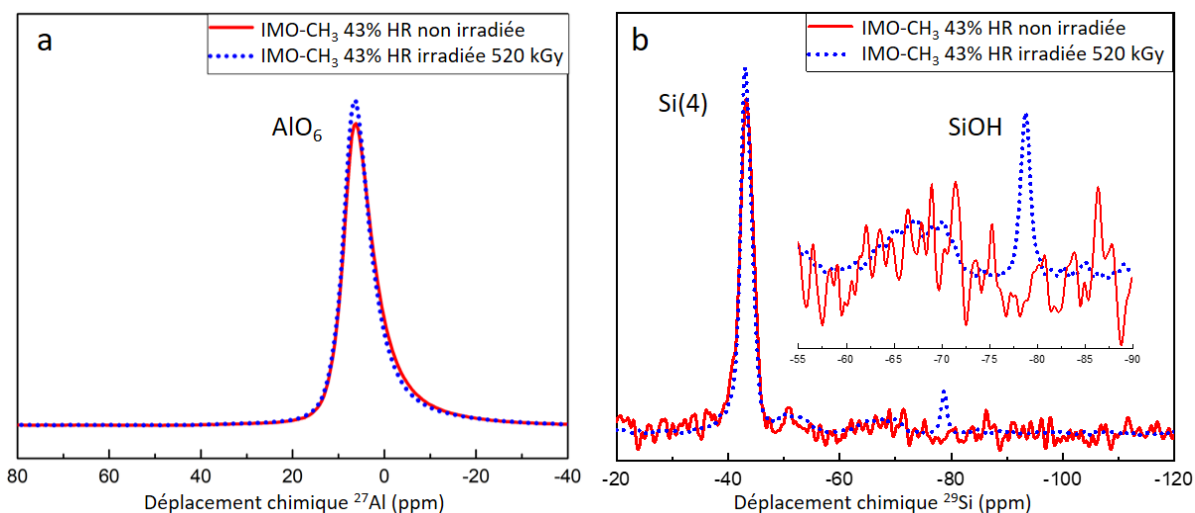 a
IMO-CH₃ 43% HR non irradiée
IMO-CH₃ 43% HR irradiée 520 kGy
AlO₆
80 60 40 20 0 -20 -40
Déplacement chimique ²⁷Al (ppm)
b
IMO-CH₃ 43% HR non irradiée
IMO-CH₃ 43% HR irradiée 520 kGy
Si(4)
SiOH
-55 -60 -65 -70 -75 -80 -85 -90
-20 -40 -60 -80 -100 -120
Déplacement chimique ²⁹Si (ppm)